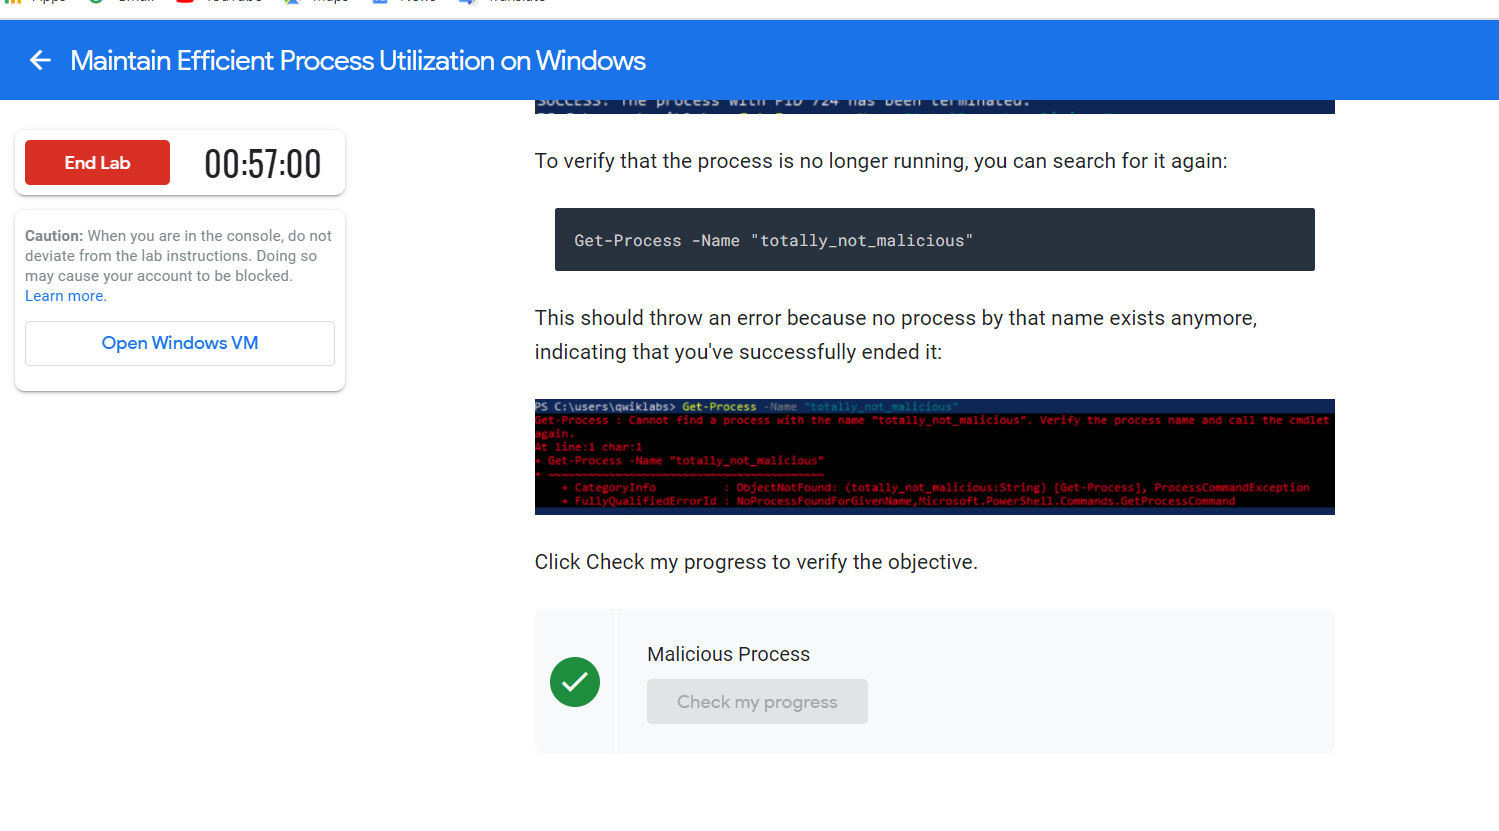 Apps Gmail YouTube Maps News Translate
Maintain Efficient Process Utilization on Windows
SUCCESS: The process with PID 724 has been terminated.
End Lab 00:57:00
Caution: When you are in the console, do not
deviate from the lab instructions. Doing so
may cause your account to be blocked.
Learn more.
Open Windows VM
To verify that the process is no longer running, you can search for it again:
Get-Process -Name "totally_not_malicious"
This should throw an error because no process by that name exists anymore,
indicating that you've successfully ended it:
PS C:\users\qwiklabs> Get-Process -Name "totally_not_malicious"
Get-Process : Cannot find a process with the name "totally_not_malicious". Verify the process name and call the cmdlet
again.
At line:1 char:1
+ Get-Process -Name "totally_not_malicious"
+ ~~~~~~~~~~~~~~~~~~~~~~~~~~~~~~~~~~~~~~~~~
+ CategoryInfo : ObjectNotFound: (totally_not_malicious:String) [Get-Process], ProcessCommandException
+ FullyQualifiedErrorId : NoProcessFoundForGivenName,Microsoft.PowerShell.Commands.GetProcessCommand
Click Check my progress to verify the objective.
Malicious Process
Check my progress